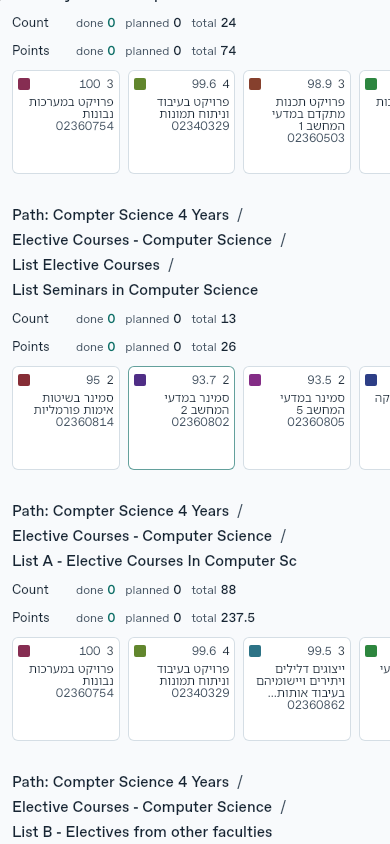 Count done 0 planned 0 total 24
Points done 0 planned 0 total 74
100 3
פרויקט במערכות
נבונות
02360754
99.6 4
פרויקט בעיבוד
וניתוח תמונות
02340329
98.9 3
פרויקט תכנות
מתקדם במדעי
המחשב 1
02360503
Path: Compter Science 4 Years /
Elective Courses - Computer Science /
List Elective Courses /
List Seminars in Computer Science
Count done 0 planned 0 total 13
Points done 0 planned 0 total 26
95 2
סמינר בשיטות
אימות פורמליות
02360814
93.7 2
סמינר במדעי
המחשב 2
02360802
93.5 2
סמינר במדעי
המחשב 5
02360805
Path: Compter Science 4 Years /
Elective Courses - Computer Science /
List A - Elective Courses In Computer Sc
Count done 0 planned 0 total 88
Points done 0 planned 0 total 237.5
100 3
פרויקט במערכות
נבונות
02360754
99.6 4
פרויקט בעיבוד
וניתוח תמונות
02340329
99.5 3
ייצוגים דלילים
ויתירים ויישומיהם
בעיבוד אותות...
02360862
Path: Compter Science 4 Years /
Elective Courses - Computer Science /
List B - Electives from other faculties